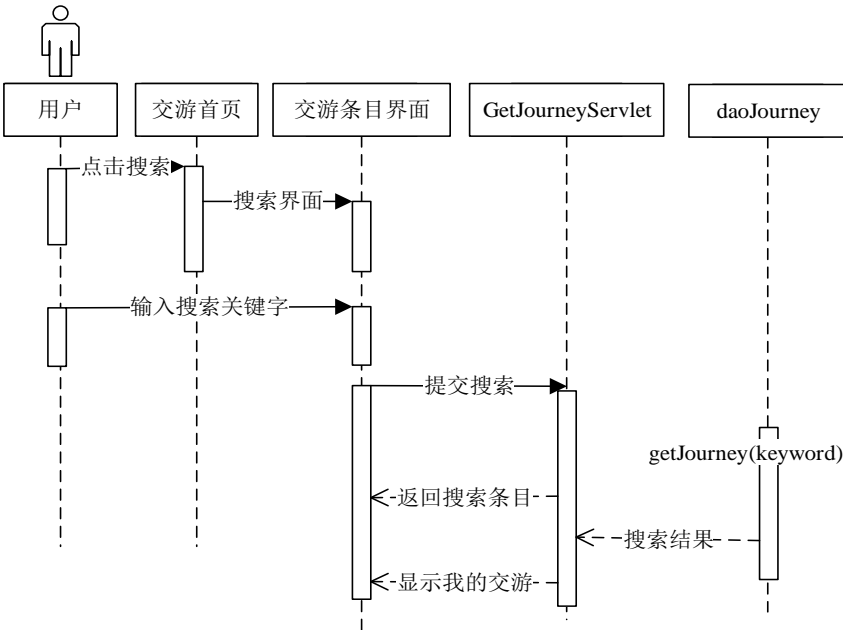 用户
交游首页
交游条目界面
GetJourneyServlet
daoJourney
点击搜索
搜索界面
输入搜索关键字
提交搜索
getJourney(keyword)
返回搜索条目
搜索结果
显示我的交游